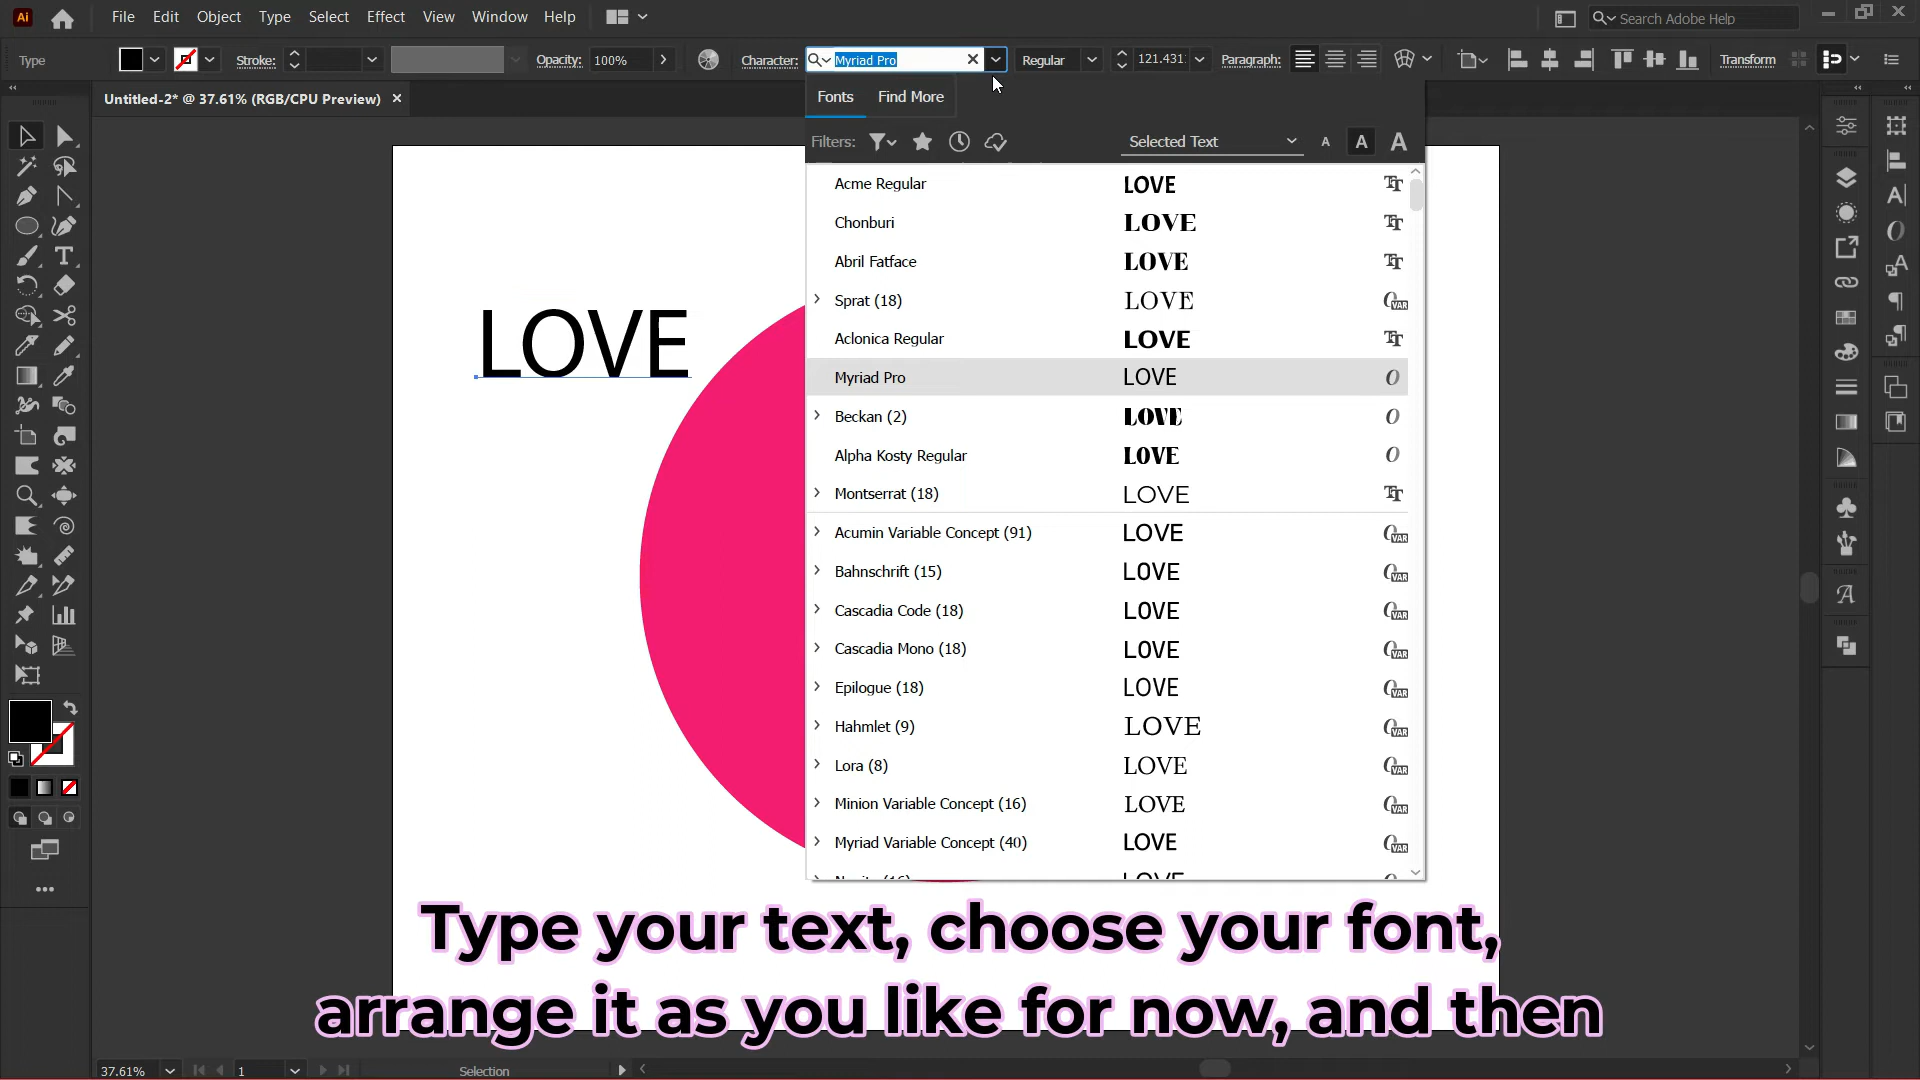 Ai File Edit Object Type Select Effect View Window Help Search Adobe Help
Type Stroke: Opacity: 100% Character: Myriad Pro Regular 121.431 Paragraph: Transform
Untitled-2* @ 37.61% (RGB/CPU Preview)
Fonts Find More
Filters: Selected Text A A A
Acme Regular LOVE
Chonburi LOVE
Abril Fatface LOVE
Sprat (18) LOVE
Aclonica Regular LOVE
Myriad Pro LOVE
Beckan (2) LOVE
Alpha Kosty Regular LOVE
Montserrat (18) LOVE
Acumin Variable Concept (91) LOVE
Bahnschrift (15) LOVE
Cascadia Code (18) LOVE
Cascadia Mono (18) LOVE
Epilogue (18) LOVE
Hahmlet (9) LOVE
Lora (8) LOVE
Minion Variable Concept (16) LOVE
Myriad Variable Concept (40) LOVE
LOVE
Type your text, choose your font,
arrange it as you like for now, and then
37.61% 1 Selection